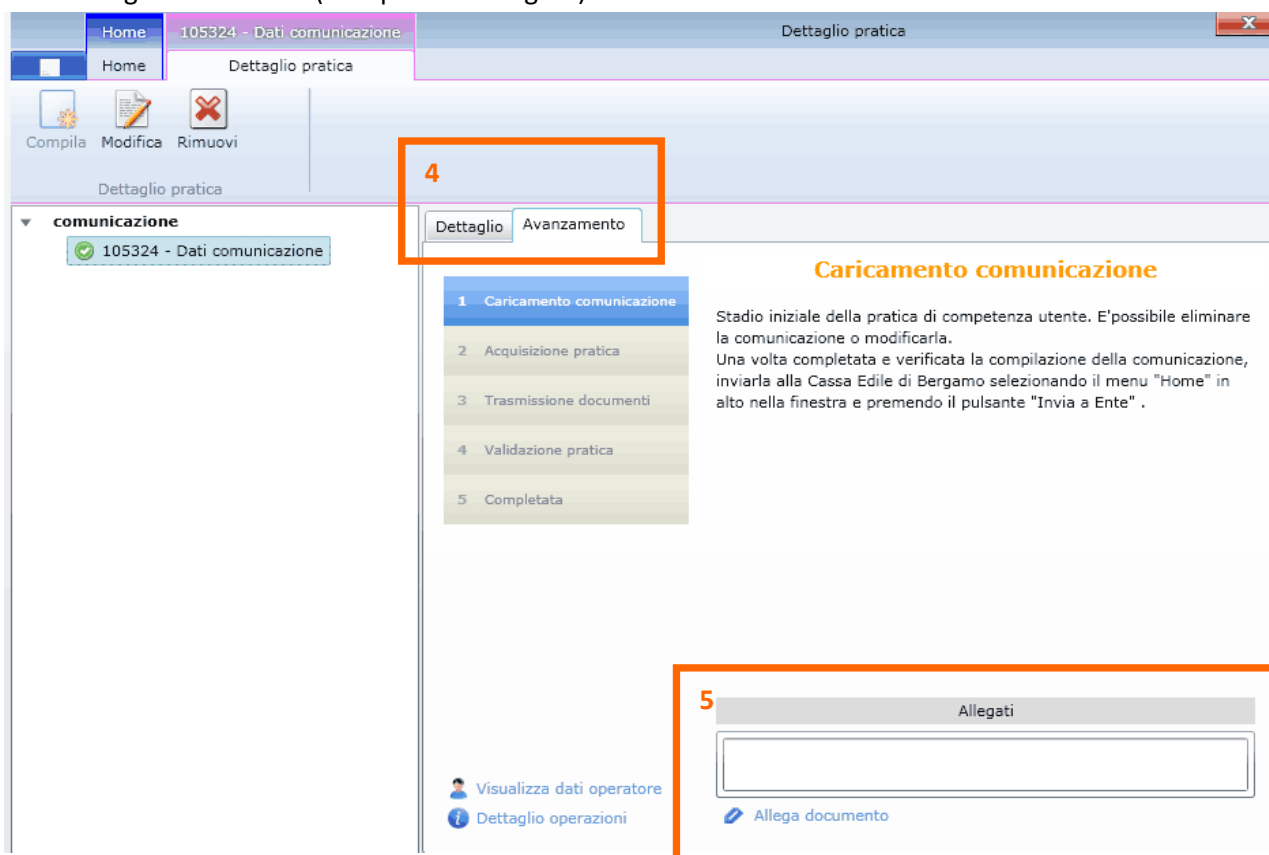 Home 105324 - Dati comunicazione Dettaglio pratica X
Home Dettaglio pratica
Compila Modifica Rimuovi
Dettaglio pratica
4
comunicazione
105324 - Dati comunicazione
Dettaglio Avanzamento
1 Caricamento comunicazione
2 Acquisizione pratica
3 Trasmissione documenti
4 Validazione pratica
5 Completata
Caricamento comunicazione
Stadio iniziale della pratica di competenza utente. E'possibile eliminare
la comunicazione o modificarla.
Una volta completata e verificata la compilazione della comunicazione,
inviarla alla Cassa Edile di Bergamo selezionando il menu "Home" in
alto nella finestra e premendo il pulsante "Invia a Ente" .
5
Allegati
Visualizza dati operatore
Dettaglio operazioni
Allega documento